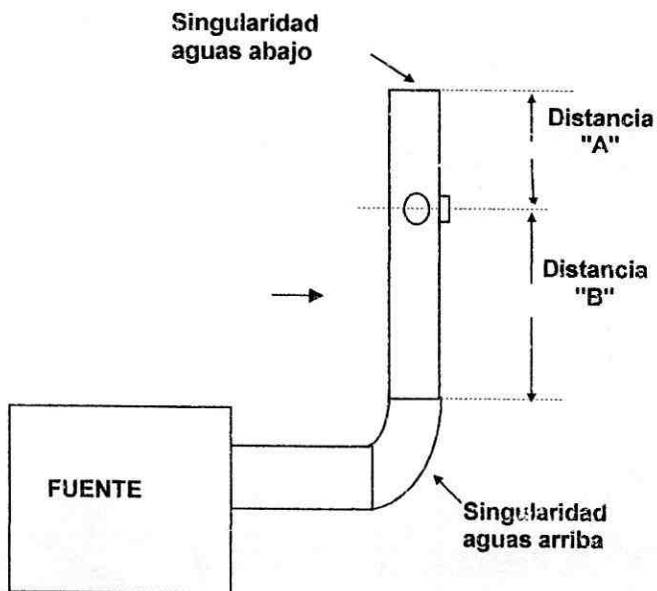 Singularidad
aguas abajo
Distancia
"A"
Distancia
"B"
FUENTE
Singularidad
aguas arriba